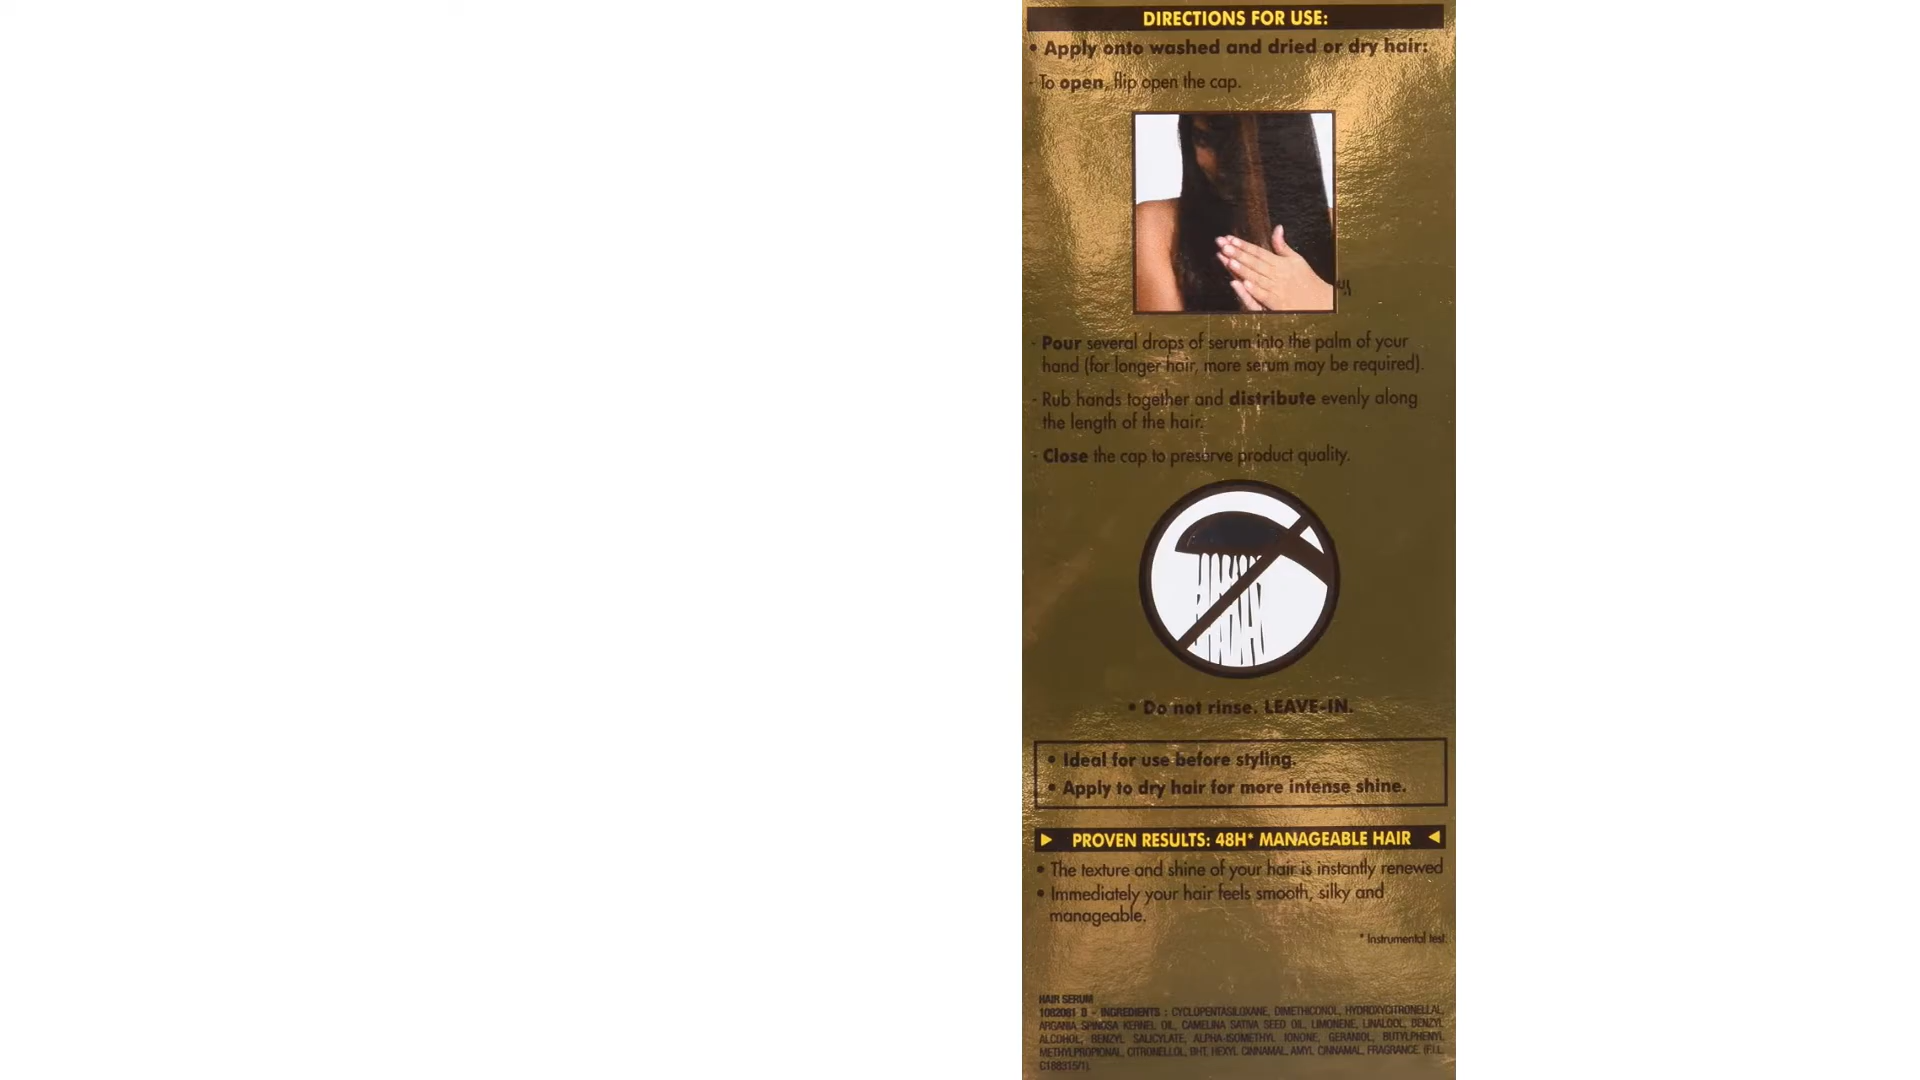 DIRECTIONS FOR USE:
• Apply onto washed and dried or dry hair:
- To open, flip open the cap.
- Pour several drops of serum into the palm of your
hand (for longer hair, more serum may be required).
- Rub hands together and distribute evenly along
the length of the hair.
- Close the cap to preserve product quality.
• Do not rinse. LEAVE-IN.
• Ideal for use before styling.
• Apply to dry hair for more intense shine.
PROVEN RESULTS: 48H* MANAGEABLE HAIR
• The texture and shine of your hair is instantly renewed
• Immediately your hair feels smooth, silky and
manageable.
* Instrumental test.
HAIR SERUM
1082081 B - INGREDIENTS : CYCLOPENTASILOXANE, DIMETHICONOL, HYDROXYCITRONELLAL,
ARGANIA SPINOSA KERNEL OIL, CAMELINA SATIVA SEED OIL, LIMONENE, LINALOOL, BENZYL
ALCOHOL, BENZYL SALICYLATE, ALPHA-ISOMETHYL IONONE, GERANIOL, BUTYLPHENYL
METHYLPROPIONAL, CITRONELLOL, BHT, HEXYL CINNAMAL, AMYL CINNAMAL, FRAGRANCE. (F.I.L.
C188315/1).